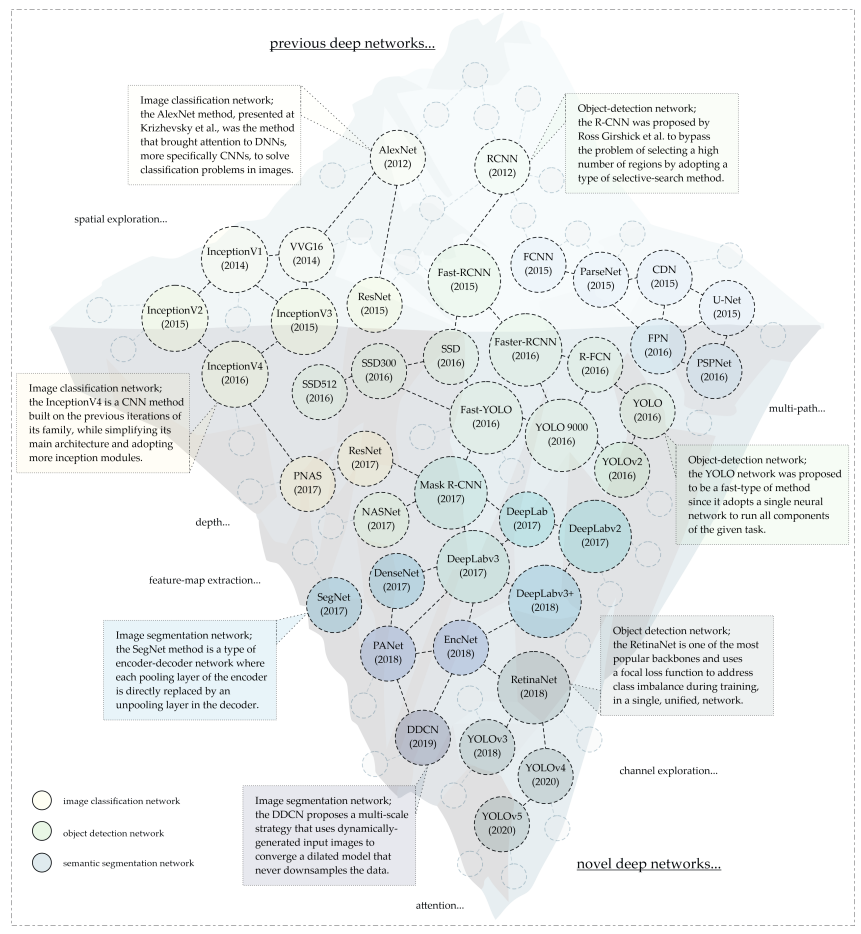 previous deep networks...
Image classification network;
the AlexNet method, presented at
Krizhevsky et al., was the method
that brought attention to DNNs,
more specifically CNNs, to solve
classification problems in images.
Object-detection network;
the R-CNN was proposed by
Ross Girshick et al. to bypass
the problem of selecting a high
number of regions by adopting a
type of selective-search method.
AlexNet
(2012)
RCNN
(2012)
spatial exploration...
InceptionV1
(2014)
VVG16
(2014)
Fast-RCNN
(2015)
FCNN
(2015)
ParseNet
(2015)
CDN
(2015)
U-Net
(2015)
InceptionV2
(2015)
InceptionV3
(2015)
ResNet
(2015)
SSD
(2016)
Faster-RCNN
(2016)
R-FCN
(2016)
FPN
(2016)
PSPNet
(2016)
InceptionV4
(2016)
SSD512
(2016)
SSD300
(2016)
Fast-YOLO
(2016)
YOLO 9000
(2016)
YOLO
(2016)
YOLOv2
(2016)
multi-path...
Image classification network;
the InceptionV4 is a CNN method
built on the previous iterations of
its family, while simplifying its
main architecture and adopting
more inception modules.
Object-detection network;
the YOLO network was proposed
to be a fast-type of method
since it adopts a single neural
network to run all components
of the given task.
PNAS
(2017)
ResNet
(2017)
Mask R-CNN
(2017)
NASNet
(2017)
DeepLab
(2017)
DeepLabv2
(2017)
depth...
feature-map extraction...
SegNet
(2017)
DenseNet
(2017)
DeepLabv3
(2017)
DeepLabv3+
(2018)
Image segmentation network;
the SegNet method is a type of
encoder-decoder network where
each pooling layer of the encoder
is directly replaced by an
unpooling layer in the decoder.
PANet
(2018)
EncNet
(2018)
RetinaNet
(2018)
Object detection network;
the RetinaNet is one of the most
popular backbones and uses
a focal loss function to address
class imbalance during training,
in a single, unified, network.
DDCN
(2019)
YOLOv3
(2018)
YOLOv4
(2020)
YOLOv5
(2020)
channel exploration...
image classification network
object detection network
semantic segmentation network
Image segmentation network;
the DDCN proposes a multi-scale
strategy that uses dynamically-
generated input images to
converge a dilated model that
never downsamples the data.
novel deep networks...
attention...